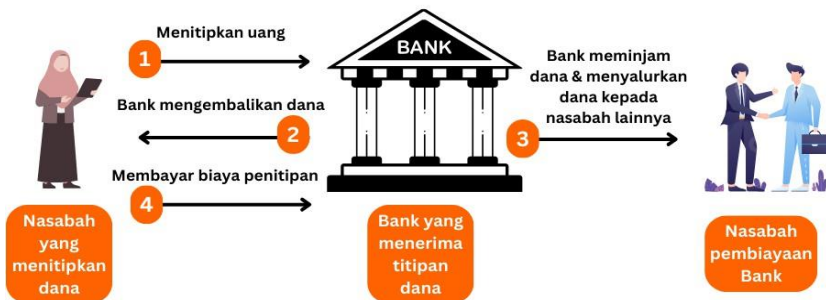 Menitipkan uang
1
BANK
Bank meminjam
dana & menyalurkan
dana kepada
nasabah lainnya
Bank mengembalikan dana
2
3
Membayar biaya penitipan
4
Nasabah
yang
menitipkan
dana
Bank yang
menerima
titipan
dana
Nasabah
pembiayaan
Bank